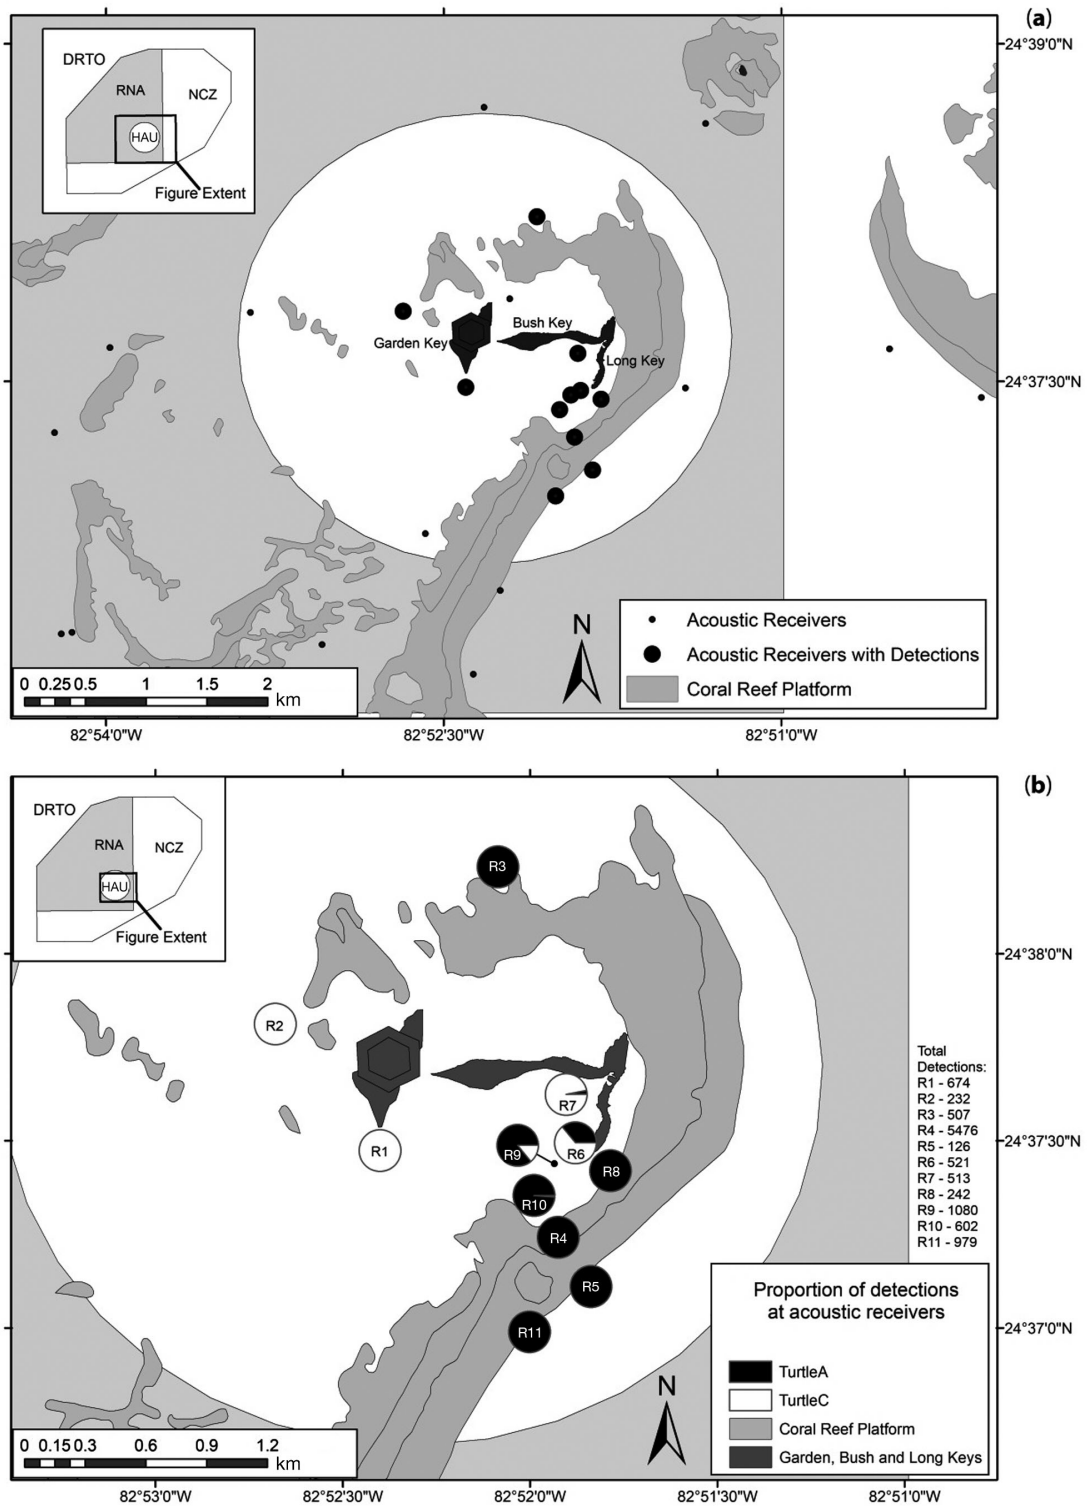 (a)
24°39'0"N
DRTO
RNA
NCZ
HAU
Figure Extent
Bush Key
Garden Key
Long Key
24°37'30"N
N
Acoustic Receivers
Acoustic Receivers with Detections
Coral Reef Platform
0 0.25 0.5 1 1.5 2
km
82°54'0"W 82°52'30"W 82°51'0"W
(b)
DRTO
RNA
NCZ
HAU
Figure Extent
R3
24°38'0"N
R2
R7
R1
R9
R6
R8
R10
R4
R5
R11
24°37'30"N
Total
Detections:
R1 - 674
R2 - 232
R3 - 507
R4 - 5476
R5 - 126
R6 - 521
R7 - 513
R8 - 242
R9 - 1080
R10 - 602
R11 - 979
24°37'0"N
Proportion of detections
at acoustic receivers
TurtleA
TurtleC
Coral Reef Platform
Garden, Bush and Long Keys
N
0 0.15 0.3 0.6 0.9 1.2
km
82°53'0"W 82°52'30"W 82°52'0"W 82°51'30"W 82°51'0"W